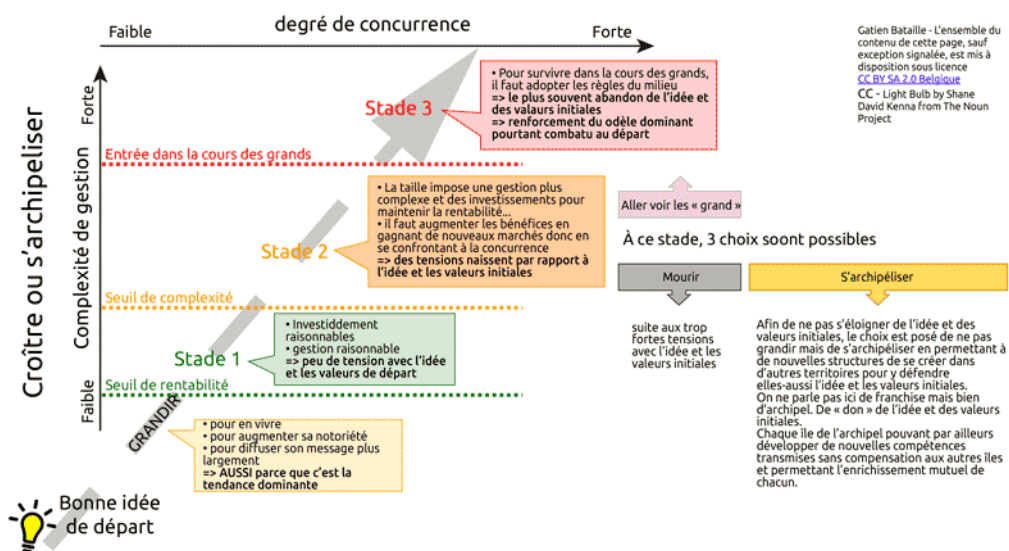 degré de concurrence
Faible
Forte
Gatien Bataille - L'ensemble du
contenu de cette page, sauf
exception signalée, est mis à
disposition sous licence
CC BY SA 2.0 Belgique
CC - Light Bulb by Shane
David Kenna from The Noun
Project
Croître ou s'archipeliser
Complexité de gestion
Forte
Faible
Stade 3
• Pour survivre dans la cours des grands,
il faut adopter les règles du milieu
=> le plus souvent abandon de l'idée et
des valeurs initiales
=> renforcement du odèle dominant
pourtant combatu au départ
Entrée dans la cours des grands
Stade 2
• La taille impose une gestion plus
complexe et des investissements pour
maintenir la rentabilité...
• il faut augmenter les bénéfices en
gagnant de nouveaux marchés donc en
se confrontant à la concurrence
=> des tensions naissent par rapport à
l'idée et les valeurs initiales
Aller voir les « grand »
À ce stade, 3 choix soont possibles
Mourir
S'archipéliser
suite aux trop
fortes tensions
avec l'idée et les
valeurs initiales
Afin de ne pas s'éloigner de l'idée et des
valeurs initiales, le choix est posé de ne pas
grandir mais de s'archipéliser en permettant à
de nouvelles structures de se créer dans
d'autres territoires pour y défendre
elles-aussi l'idée et les valeurs initiales.
On ne parle pas ici de franchise mais bien
d'archipel. De « don » de l'idée et des valeurs
initiales.
Chaque île de l'archipel pouvant par ailleurs
développer de nouvelles compétences
transmises sans compensation aux autres îles
et permettant l'enrichissement mutuel de
chacun.
Seuil de complexité
Stade 1
• Investiddement
raisonnables
• gestion raisonnable
=> peu de tension avec l'idée
et les valeurs de départ
Seuil de rentabilité
GRANDIR
• pour en vivre
• pour augmenter sa notoriété
• pour diffuser son message plus
largement
=> AUSSI parce que c'est la
tendance dominante
Bonne idée
de départ